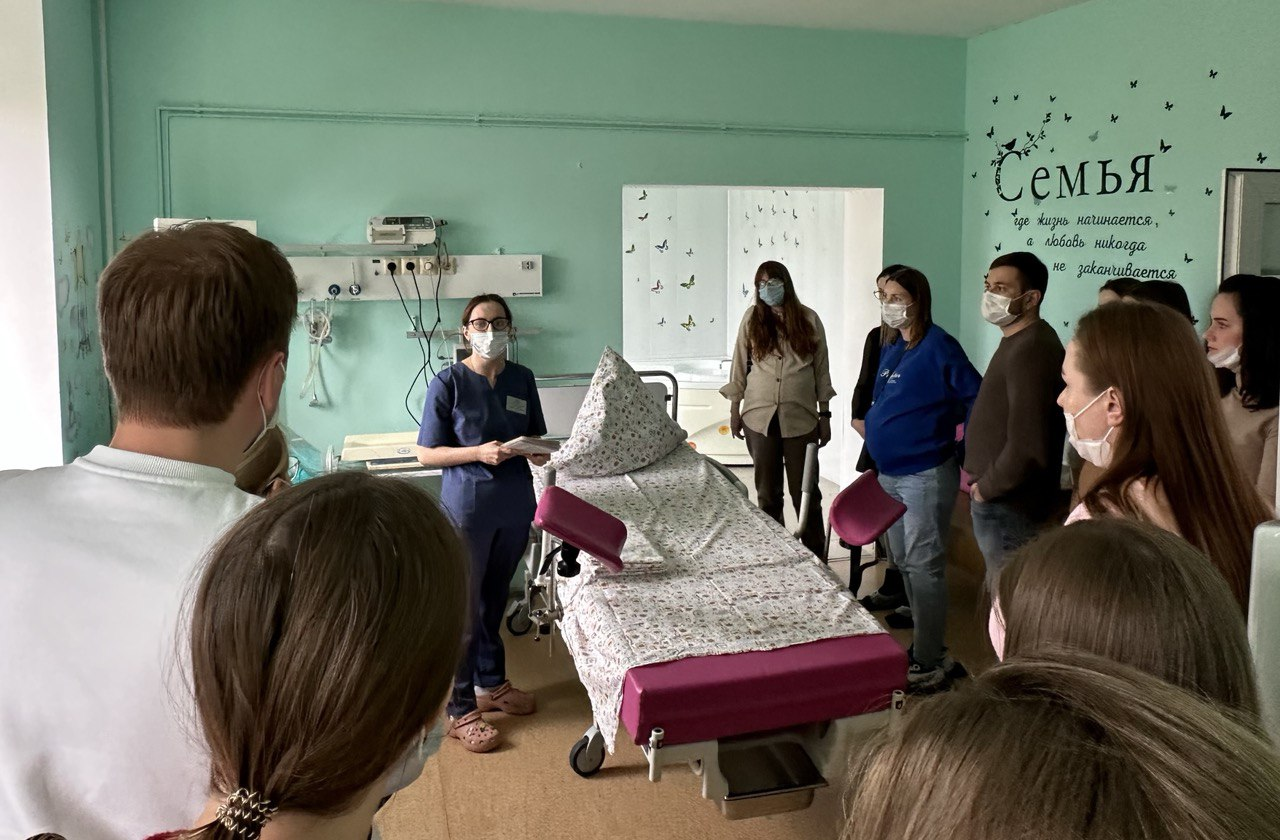 Семья
где жизнь начинается,
а любовь никогда
не заканчивается